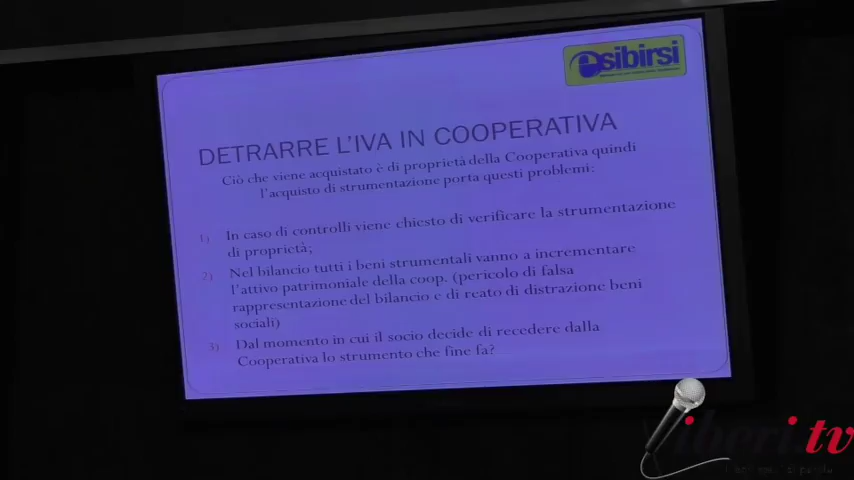 esibirsi
DETRARRE L'IVA IN COOPERATIVA
Ciò che viene acquistato è di proprietà della Cooperativa quindi
l'acquisto di strumentazione porta questi problemi:
1) In caso di controlli viene chiesto di verificare la strumentazione
di proprietà;
2) Nel bilancio tutti i beni strumentali vanno a incrementare
l'attivo patrimoniale della coop. (pericolo di falsa
rappresentazione del bilancio e di reato di distrazione beni
sociali)
3) Dal momento in cui il socio decide di recedere dalla
Cooperativa lo strumento che fine fa?
iberi.tv